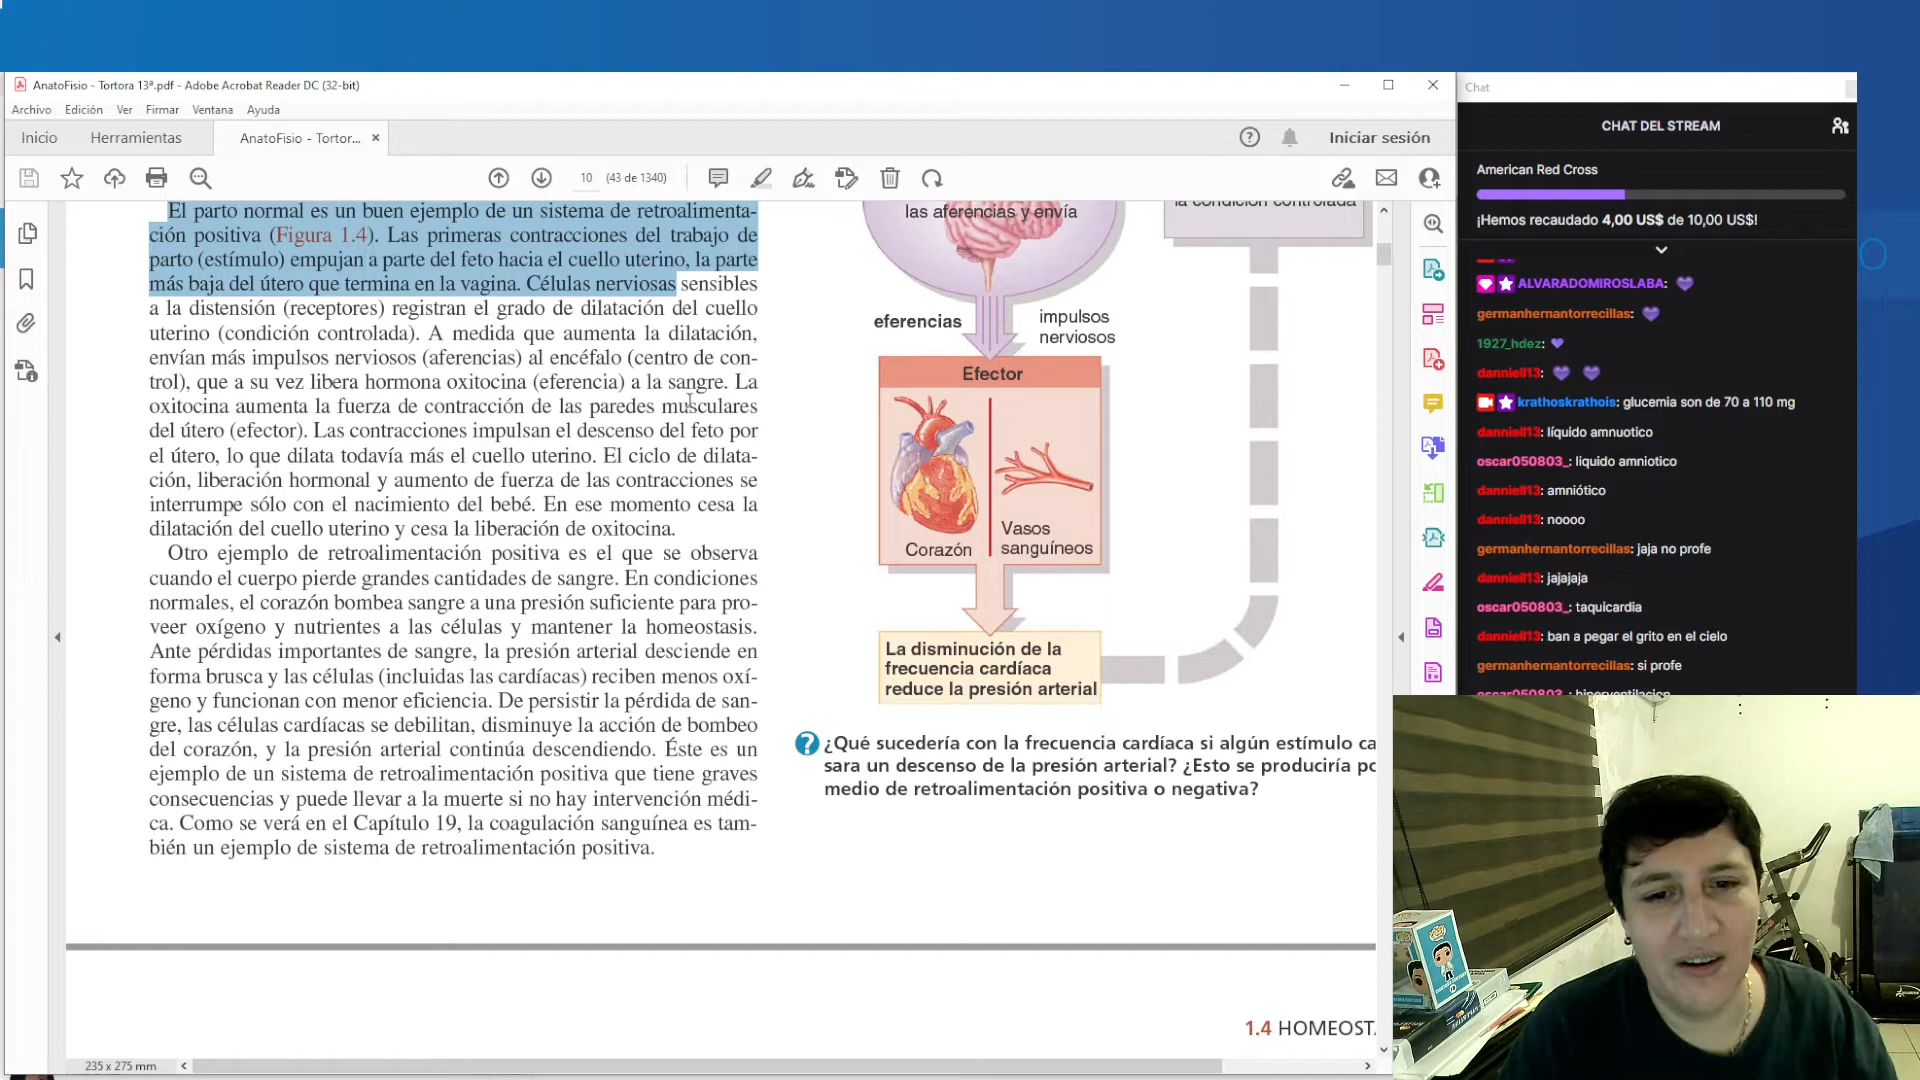 AnatoFisio - Tortora 13ª.pdf - Adobe Acrobat Reader DC (32-bit)
Archivo Edición Ver Firmar Ventana Ayuda
Inicio Herramientas AnatoFisio - Tortor... × Iniciar sesión
10 (43 de 1340)
El parto normal es un buen ejemplo de un sistema de retroalimenta-
ción positiva (Figura 1.4). Las primeras contracciones del trabajo de
parto (estímulo) empujan a parte del feto hacia el cuello uterino, la parte
más baja del útero que termina en la vagina. Células nerviosas sensibles
a la distensión (receptores) registran el grado de dilatación del cuello
uterino (condición controlada). A medida que aumenta la dilatación,
envían más impulsos nerviosos (aferencias) al encéfalo (centro de con-
trol), que a su vez libera hormona oxitocina (eferencia) a la sangre. La
oxitocina aumenta la fuerza de contracción de las paredes musculares
del útero (efector). Las contracciones impulsan el descenso del feto por
el útero, lo que dilata todavía más el cuello uterino. El ciclo de dilata-
ción, liberación hormonal y aumento de fuerza de las contracciones se
interrumpe sólo con el nacimiento del bebé. En ese momento cesa la
dilatación del cuello uterino y cesa la liberación de oxitocina.
Otro ejemplo de retroalimentación positiva es el que se observa
cuando el cuerpo pierde grandes cantidades de sangre. En condiciones
normales, el corazón bombea sangre a una presión suficiente para pro-
veer oxígeno y nutrientes a las células y mantener la homeostasis.
Ante pérdidas importantes de sangre, la presión arterial desciende en
forma brusca y las células (incluidas las cardíacas) reciben menos oxí-
geno y funcionan con menor eficiencia. De persistir la pérdida de san-
gre, las células cardíacas se debilitan, disminuye la acción de bombeo
del corazón, y la presión arterial continúa descendiendo. Éste es un
ejemplo de un sistema de retroalimentación positiva que tiene graves
consecuencias y puede llevar a la muerte si no hay intervención médi-
ca. Como se verá en el Capítulo 19, la coagulación sanguínea es tam-
bién un ejemplo de sistema de retroalimentación positiva.
las aferencias y envía
la condición controlada
eferencias
impulsos
nerviosos
Efector
Corazón
Vasos
sanguíneos
La disminución de la
frecuencia cardíaca
reduce la presión arterial
? ¿Qué sucedería con la frecuencia cardíaca si algún estímulo ca
sara un descenso de la presión arterial? ¿Esto se produciría po
medio de retroalimentación positiva o negativa?
1.4 HOMEOST
235 x 275 mm
Chat
CHAT DEL STREAM
American Red Cross
¡Hemos recaudado 4,00 US$ de 10,00 US$!
ALVARADOMIROSLABA:
germanhernantorrecillas:
1927_hdez:
danniell13:
krathoskrathois: glucemia son de 70 a 110 mg
danniell13: líquido amnuotico
oscar050803_: liquido amniotico
danniell13: amniótico
danniell13: noooo
germanhernantorrecillas: jaja no profe
danniell13: jajajaja
oscar050803_: taquicardia
danniell13: ban a pegar el grito en el cielo
germanhernantorrecillas: si profe
oscar050803_: hiperventilacion